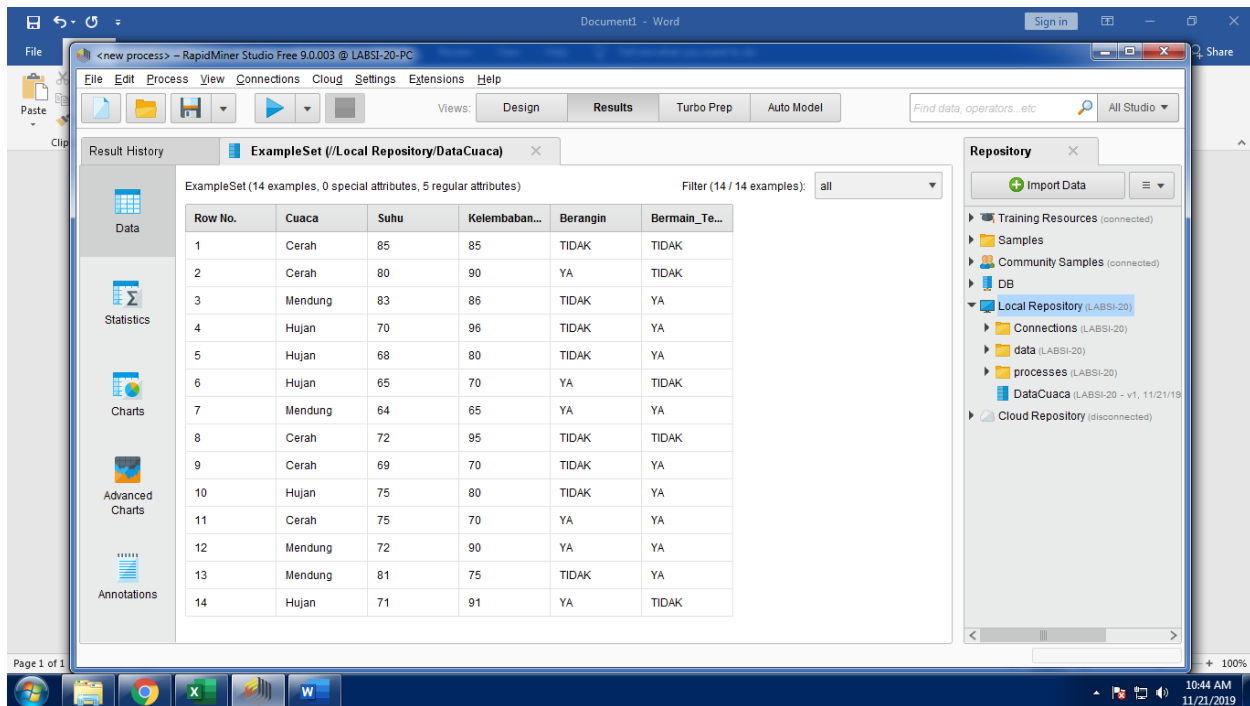 Document1 - Word
Sign in
File
Share
<new process> – RapidMiner Studio Free 9.0.003 @ LABSI-20-PC
File Edit Process View Connections Cloud Settings Extensions Help
Paste
Clip
Views: Design Results Turbo Prep Auto Model
Find data, operators...etc
All Studio
Result History
ExampleSet (//Local Repository/DataCuaca)
ExampleSet (14 examples, 0 special attributes, 5 regular attributes)
Filter (14 / 14 examples): all
Data
Statistics
Charts
Advanced
Charts
Annotations
Row No. Cuaca Suhu Kelembaban... Berangin Bermain_Te...
1 Cerah 85 85 TIDAK TIDAK
2 Cerah 80 90 YA TIDAK
3 Mendung 83 86 TIDAK YA
4 Hujan 70 96 TIDAK YA
5 Hujan 68 80 TIDAK YA
6 Hujan 65 70 YA TIDAK
7 Mendung 64 65 YA YA
8 Cerah 72 95 TIDAK TIDAK
9 Cerah 69 70 TIDAK YA
10 Hujan 75 80 TIDAK YA
11 Cerah 75 70 YA YA
12 Mendung 72 90 YA YA
13 Mendung 81 75 TIDAK YA
14 Hujan 71 91 YA TIDAK
Repository
Import Data
Training Resources (connected)
Samples
Community Samples (connected)
DB
Local Repository (LABSI-20)
Connections (LABSI-20)
data (LABSI-20)
processes (LABSI-20)
DataCuaca (LABSI-20 - v1, 11/21/19
Cloud Repository (disconnected)
Page 1 of 1
100%
10:44 AM
11/21/2019